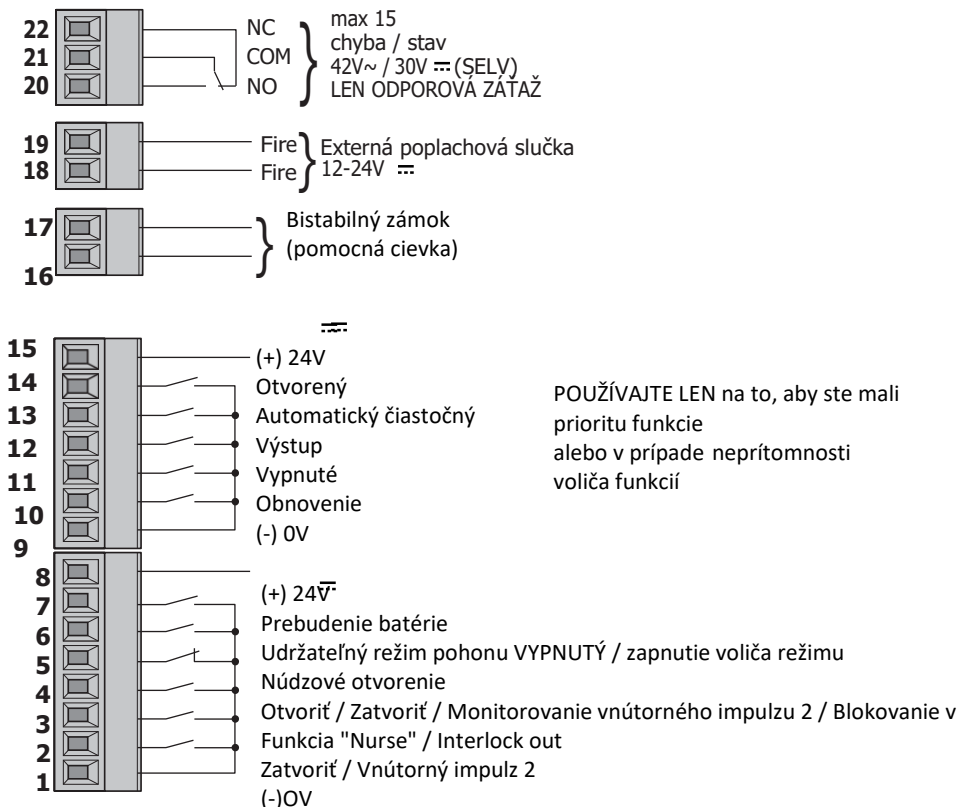 22 NC max 15
21 COM chyba / stav
42V~ / 30V ⎓ (SELV)
20 NO LEN ODPOROVÁ ZÁŤAŽ
19 Fire Externá poplachová slučka
18 Fire 12-24V ⎓
17 Bistabilný zámok
(pomocná cievka)
16
15 (+) 24V ⎓
14 Otvorený
13 Automatický čiastočný
12 Výstup
11 Vypnuté
10 Obnovenie
9 (-) 0V
POUŽÍVAJTE LEN na to, aby ste mali
prioritu funkcie
alebo v prípade neprítomnosti
voliča funkcií
8 (+) 24V
7 Prebudenie batérie
6 Udržateľný režim pohonu VYPNUTÝ / zapnutie voliča režimu
5 Núdzové otvorenie
4 Otvoriť / Zatvoriť / Monitorovanie vnútorného impulzu 2 / Blokovanie v
3 Funkcia "Nurse" / Interlock out
2 Zatvoriť / Vnútorný impulz 2
1 (-)OV